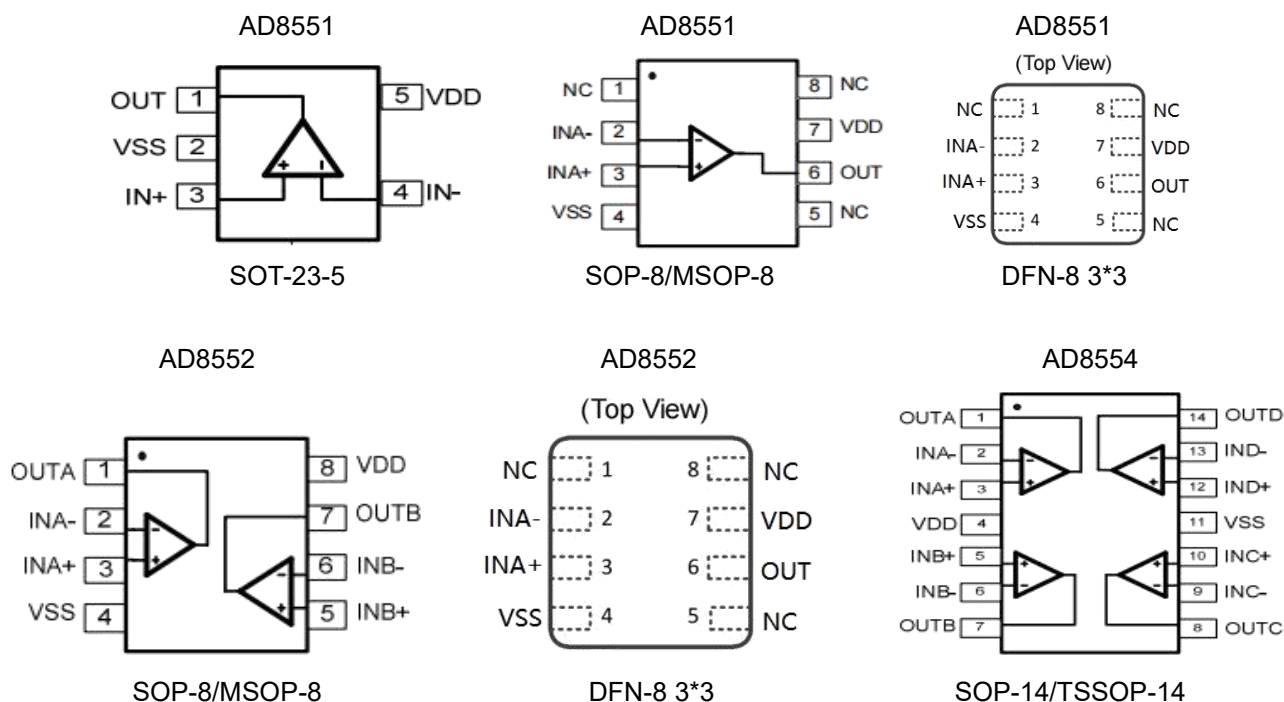 AD8551
OUT 1
5 VDD
VSS 2
IN+ 3
4 IN-
+ -
SOT-23-5
AD8551
NC 1
8 NC
INA- 2
7 VDD
INA+ 3
6 OUT
VSS 4
5 NC
- +
SOP-8/MSOP-8
AD8551
(Top View)
NC 1 8 NC
INA- 2 7 VDD
INA+ 3 6 OUT
VSS 4 5 NC
DFN-8 3*3
AD8552
OUTA 1
8 VDD
INA- 2
7 OUTB
INA+ 3
6 INB-
VSS 4
5 INB+
- +
- +
SOP-8/MSOP-8
AD8552
(Top View)
NC 1 8 NC
INA- 2 7 VDD
INA+ 3 6 OUT
VSS 4 5 NC
DFN-8 3*3
AD8554
OUTA 1
14 OUTD
INA- 2
13 IND-
INA+ 3
12 IND+
VDD 4
11 VSS
INB+ 5
10 INC+
INB- 6
9 INC-
OUTB 7
8 OUTC
- +
- +
+ -
+ -
SOP-14/TSSOP-14